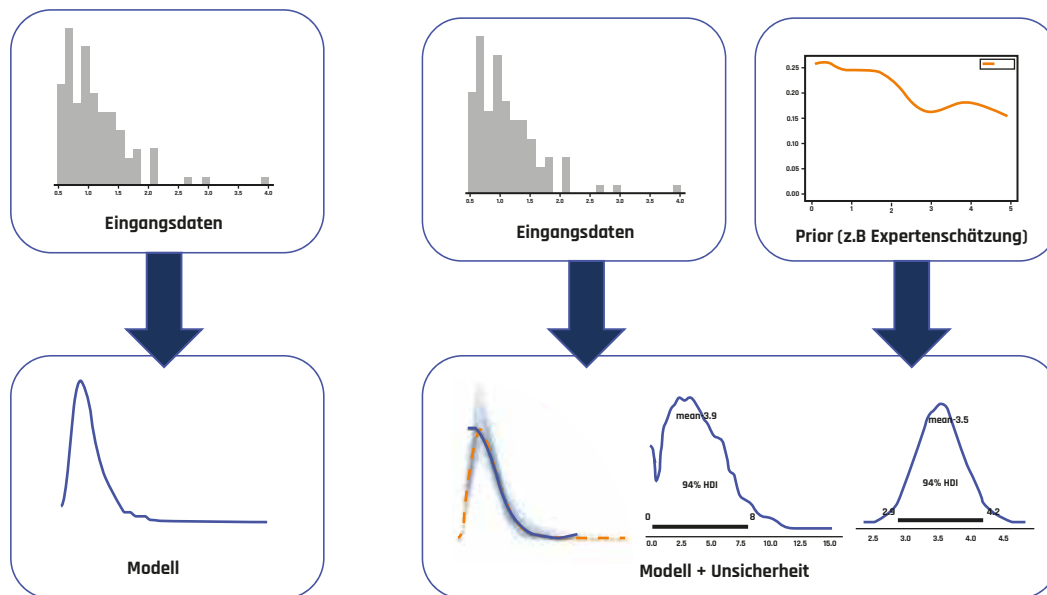 0.5 1.0 1.5 2.0 2.5 3.0 3.5 4.0
Eingangsdaten
0.5 1.0 1.5 2.0 2.5 3.0 3.5 4.0
Eingangsdaten
0.25
0.20
0.15
0.10
0.05
0.00
0 1 2 3 4 5
Prior (z.B Expertenschätzung)
Modell
mean-3.9
94% HDI
0 8
0.0 2.5 5.0 7.5 10.0 12.5 15.0
mean-3.5
94% HDI
2.9 4.2
2.5 3.0 3.5 4.0 4.5
Modell + Unsicherheit